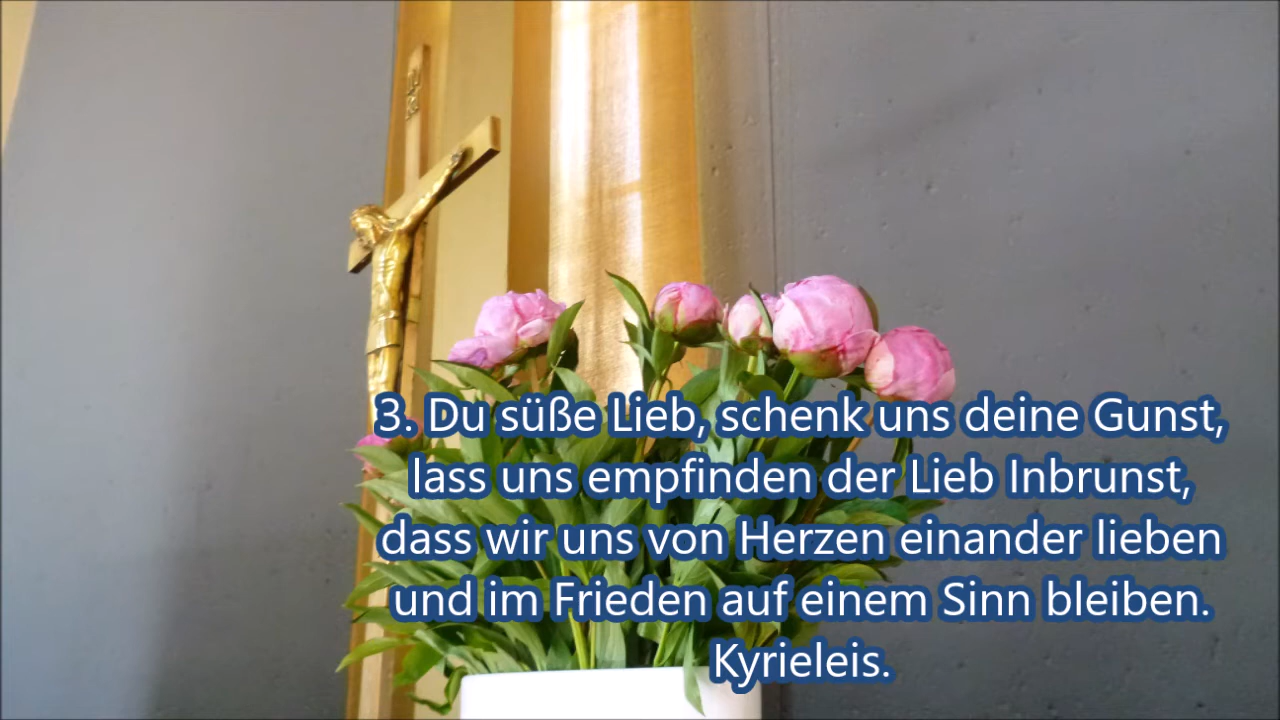 3. Du süße Lieb, schenk uns deine Gunst,
lass uns empfinden der Lieb Inbrunst,
dass wir uns von Herzen einander lieben
und im Frieden auf einem Sinn bleiben.
Kyrieleis.